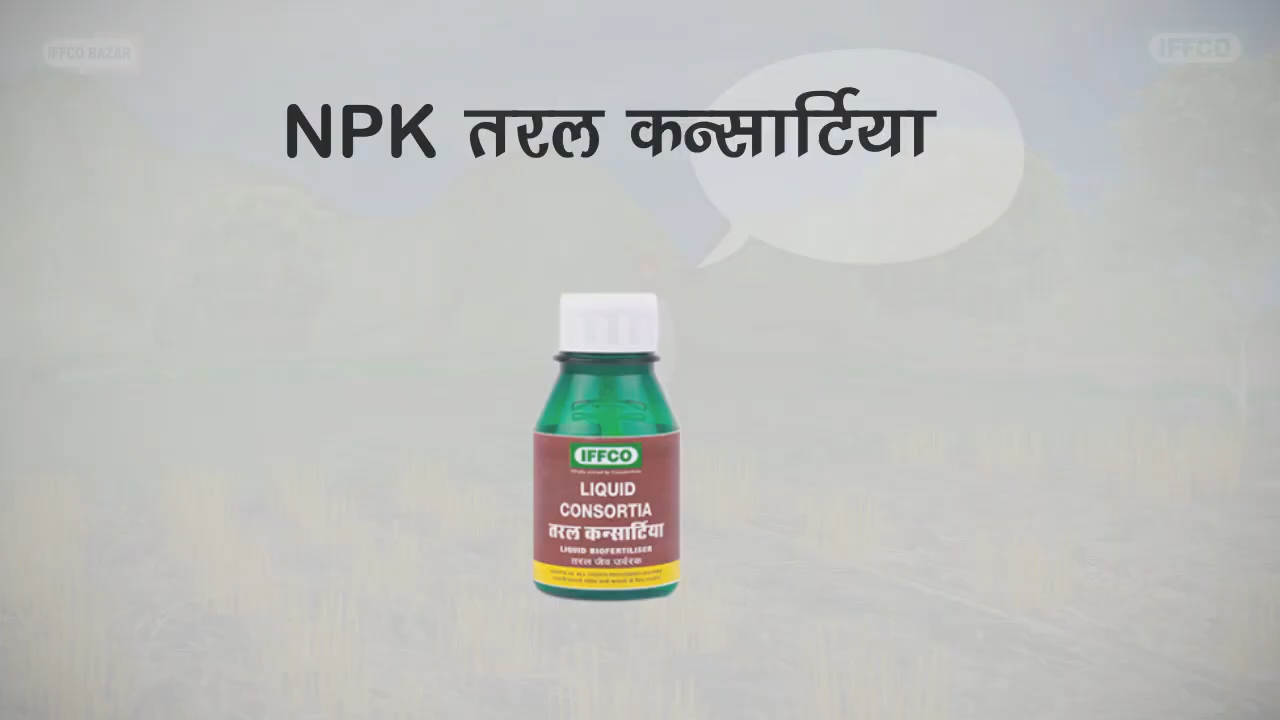 IFFCO BAZAR
IFFCO
NPK तरल कन्सार्टिया
IFFCO
LIQUID
CONSORTIA
तरल कन्सार्टिया
LIQUID BIOFERTILISER
तरल जैव उर्वरक